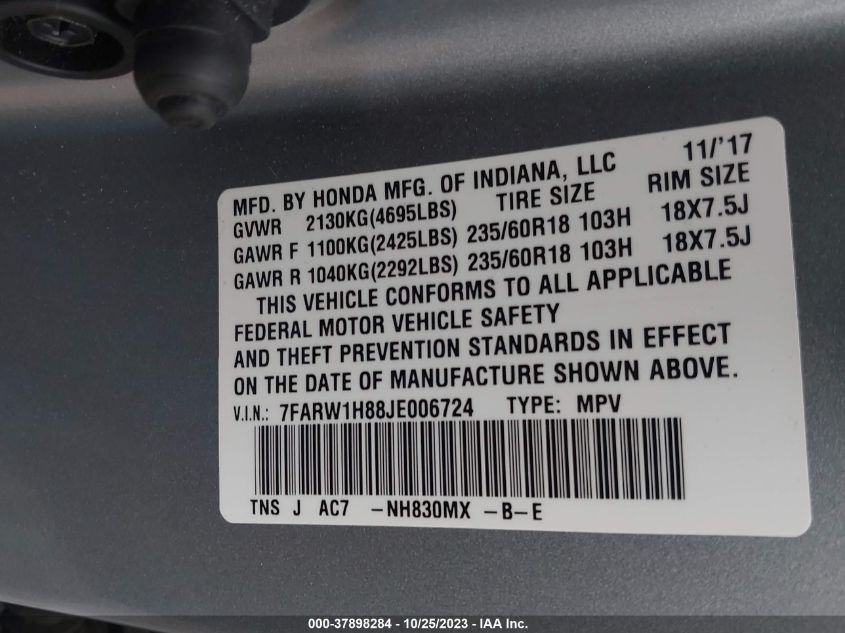 MFD. BY HONDA MFG. OF INDIANA, LLC 11/'17
GVWR 2130KG(4695LBS) TIRE SIZE RIM SIZE
GAWR F 1100KG(2425LBS) 235/60R18 103H 18X7.5J
GAWR R 1040KG(2292LBS) 235/60R18 103H 18X7.5J
THIS VEHICLE CONFORMS TO ALL APPLICABLE
FEDERAL MOTOR VEHICLE SAFETY
AND THEFT PREVENTION STANDARDS IN EFFECT
ON THE DATE OF MANUFACTURE SHOWN ABOVE.
V.I.N.: 7FARW1H88JE006724 TYPE: MPV
TNS J AC7 -NH830MX -B-E
000-37898284 - 10/25/2023 - IAA Inc.